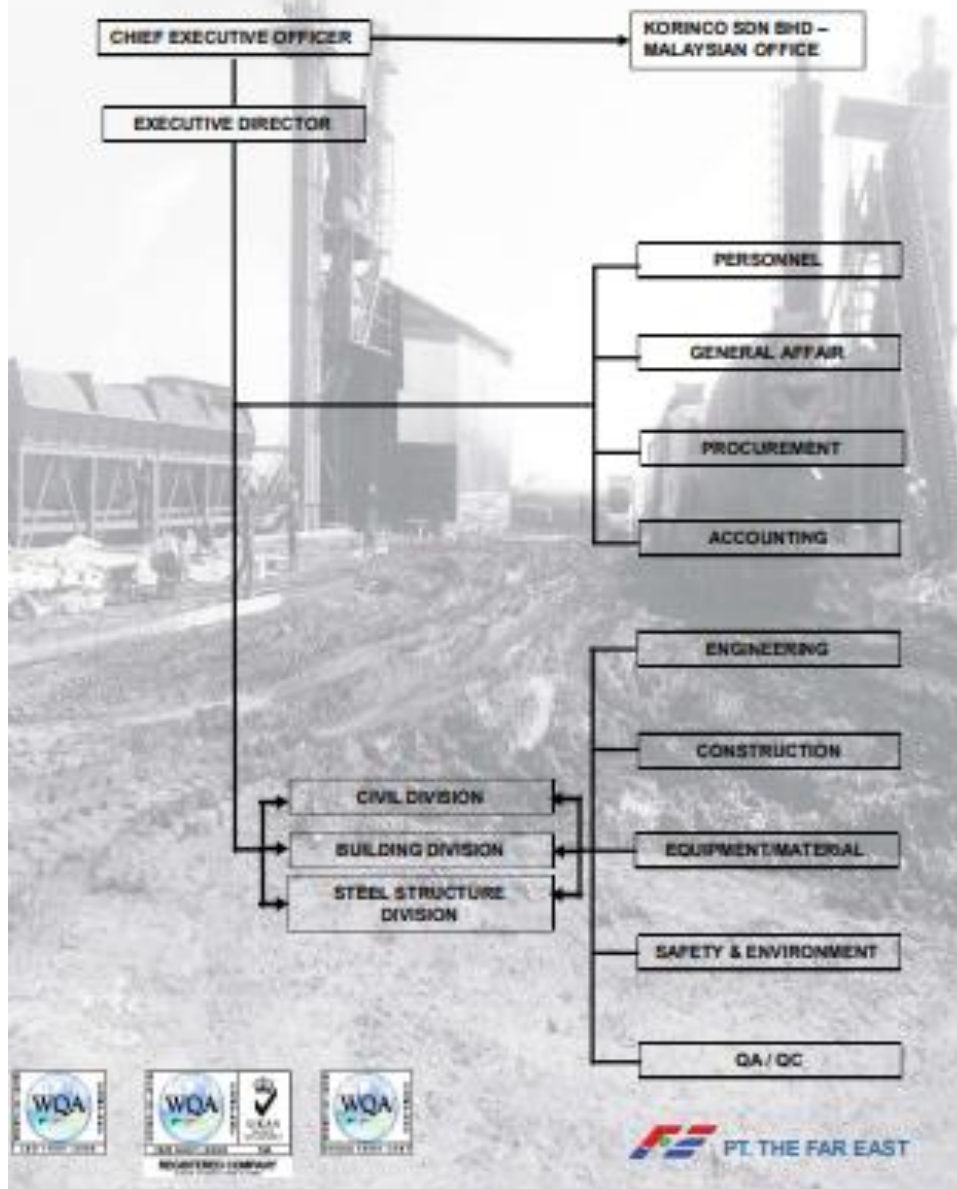 CHIEF EXECUTIVE OFFICER
KORINCO SDN BHD –
MALAYSIAN OFFICE
EXECUTIVE DIRECTOR
PERSONNEL
GENERAL AFFAIR
PROCUREMENT
ACCOUNTING
ENGINEERING
CONSTRUCTION
CIVIL DIVISION
BUILDING DIVISION
EQUIPMENT/MATERIAL
STEEL STRUCTURE
DIVISION
SAFETY & ENVIRONMENT
QA / QC
WQA
WQA
UKAS
WQA
REGISTERED COMPANY
PT. THE FAR EAST